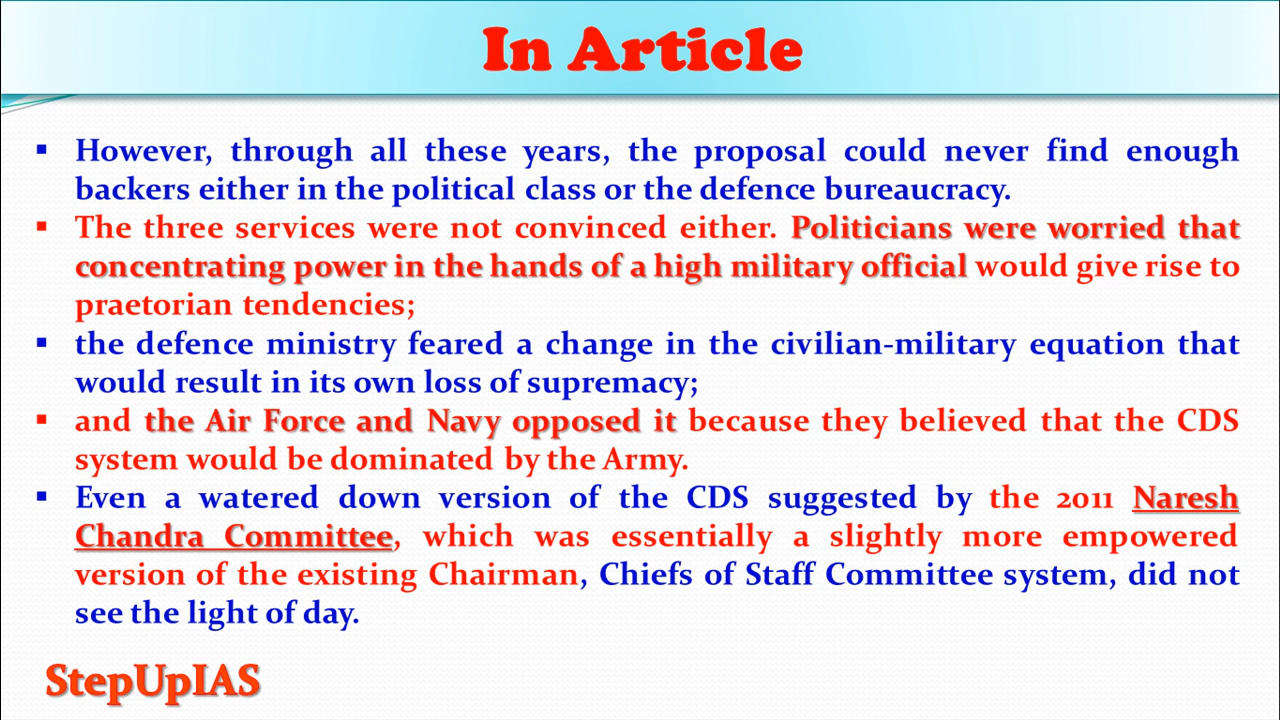 In Article
▪ However, through all these years, the proposal could never find enough
backers either in the political class or the defence bureaucracy.
▪ The three services were not convinced either. Politicians were worried that
concentrating power in the hands of a high military official would give rise to
praetorian tendencies;
▪ the defence ministry feared a change in the civilian-military equation that
would result in its own loss of supremacy;
▪ and the Air Force and Navy opposed it because they believed that the CDS
system would be dominated by the Army.
▪ Even a watered down version of the CDS suggested by the 2011 Naresh
Chandra Committee, which was essentially a slightly more empowered
version of the existing Chairman, Chiefs of Staff Committee system, did not
see the light of day.
StepUpIAS